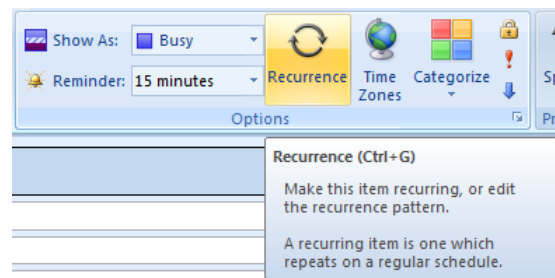 Show As: Busy
Reminder: 15 minutes
Recurrence
Time Zones
Categorize
Options
Recurrence (Ctrl+G)
Make this item recurring, or edit
the recurrence pattern.
A recurring item is one which
repeats on a regular schedule.